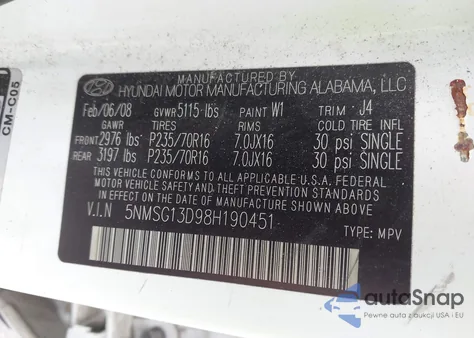 CM-C05
MANUFACTURED BY
HYUNDAI MOTOR MANUFACTURING ALABAMA, LLC
Feb/06/08 GVWR 5115-lbs PAINT W1 TRIM J4
GAWR TIRES RIMS COLD TIRE INFL
FRONT 2976 lbs P235/70R16 7.0JX16 30 psi SINGLE
REAR 3197 lbs P235/70R16 7.0JX16 30 psi SINGLE
THIS VEHICLE CONFORMS TO ALL APPLICABLE U.S.A. FEDERAL
MOTOR VEHICLE SAFETY AND THEFT PREVENTION STANDARDS
IN EFFECT ON THE DATE OF MANUFACTURE SHOWN ABOVE.
V.I.N 5NMSG13D98H190451
TYPE: MPV
autoSnap
Pewne auta z USA i EU